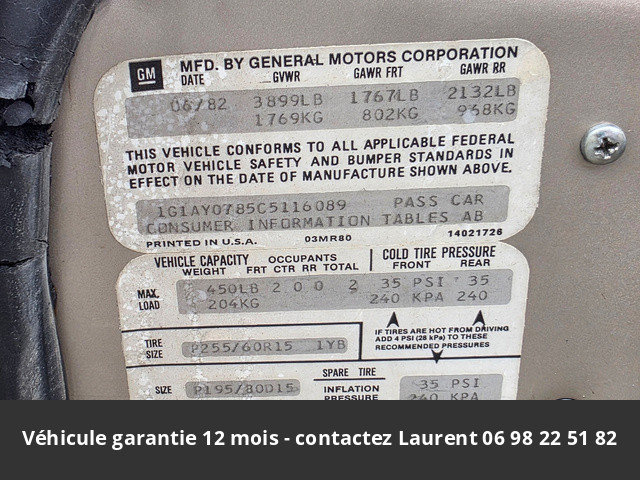 GM MFD. BY GENERAL MOTORS CORPORATION
DATE GVWR GAWR FRT GAWR RR
06/82 3899LB 1767LB 2132LB
1769KG 802KG 968KG
THIS VEHICLE CONFORMS TO ALL APPLICABLE FEDERAL
MOTOR VEHICLE SAFETY AND BUMPER STANDARDS IN
EFFECT ON THE DATE OF MANUFACTURE SHOWN ABOVE.
1G1AY0785C5116089 PASS CAR
CONSUMER INFORMATION TABLES AB
PRINTED IN U.S.A. 03MR80 14021726
VEHICLE CAPACITY OCCUPANTS COLD TIRE PRESSURE
WEIGHT FRT CTR RR TOTAL FRONT REAR
MAX. LOAD 450LB 2 0 0 2 35 PSI 35
204KG 240 KPA 240
IF TIRES ARE HOT FROM DRIVING
ADD 4 PSI (28 kPa) TO THESE
RECOMMENDED PRESSURES
TIRE SIZE P255/60R15 1YB
SPARE TIRE
SIZE P195/80D15 INFLATION PRESSURE 35 PSI
240 KPA
Véhicule garantie 12 mois - contactez Laurent 06 98 22 51 82